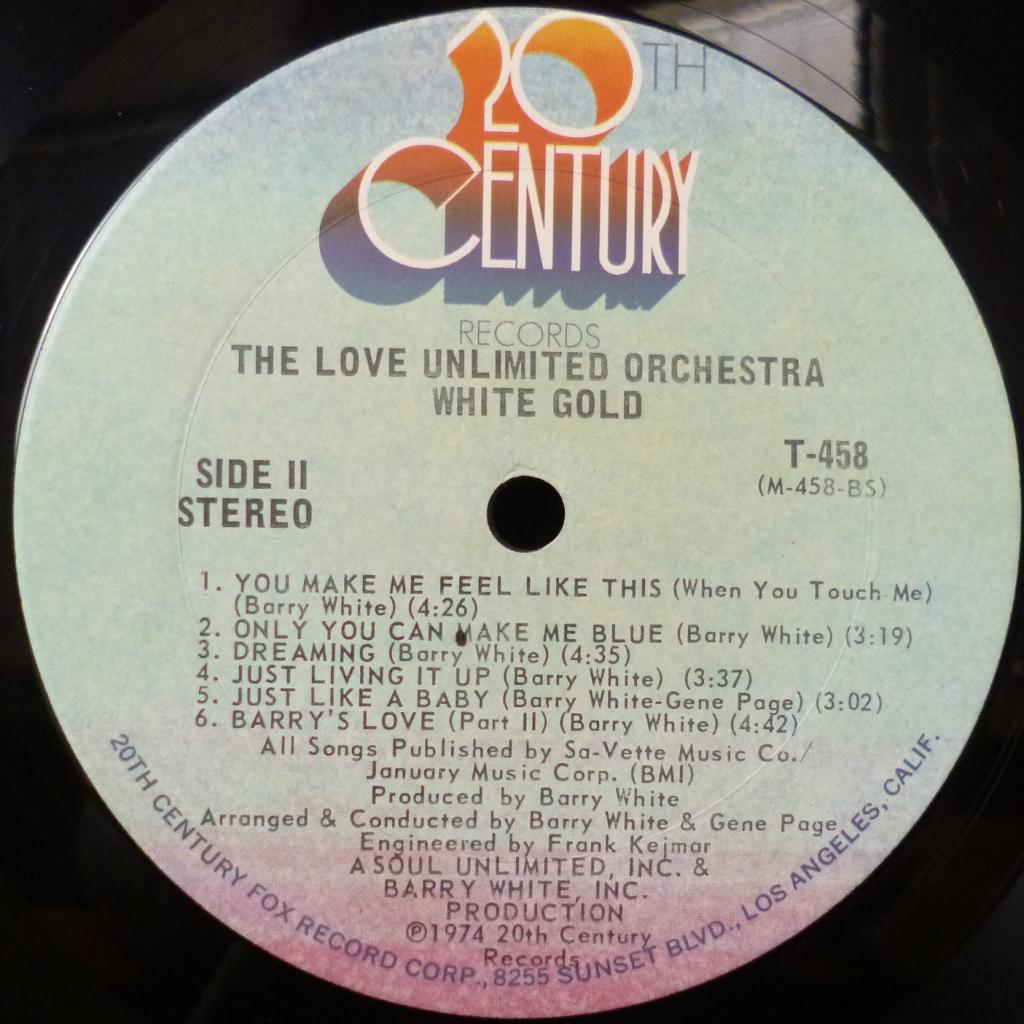 20TH
CENTURY
RECORDS
THE LOVE UNLIMITED ORCHESTRA
WHITE GOLD
SIDE II
STEREO
T-458
(M-458-BS)
1. YOU MAKE ME FEEL LIKE THIS (When You Touch Me)
(Barry White) (4:26)
2. ONLY YOU CAN MAKE ME BLUE (Barry White) (3:19)
3. DREAMING (Barry White) (4:35)
4. JUST LIVING IT UP (Barry White) (3:37)
5. JUST LIKE A BABY (Barry White-Gene Page) (3:02)
6. BARRY'S LOVE (Part II) (Barry White) (4:42)
All Songs Published by Sa-Vette Music Co./
January Music Corp. (BMI)
Produced by Barry White
Arranged & Conducted by Barry White & Gene Page
Engineered by Frank Kejmar
A SOUL UNLIMITED, INC. &
BARRY WHITE, INC.
PRODUCTION
℗1974 20th Century
Records
20TH CENTURY FOX RECORD CORP., 8255 SUNSET BLVD., LOS ANGELES, CALIF.